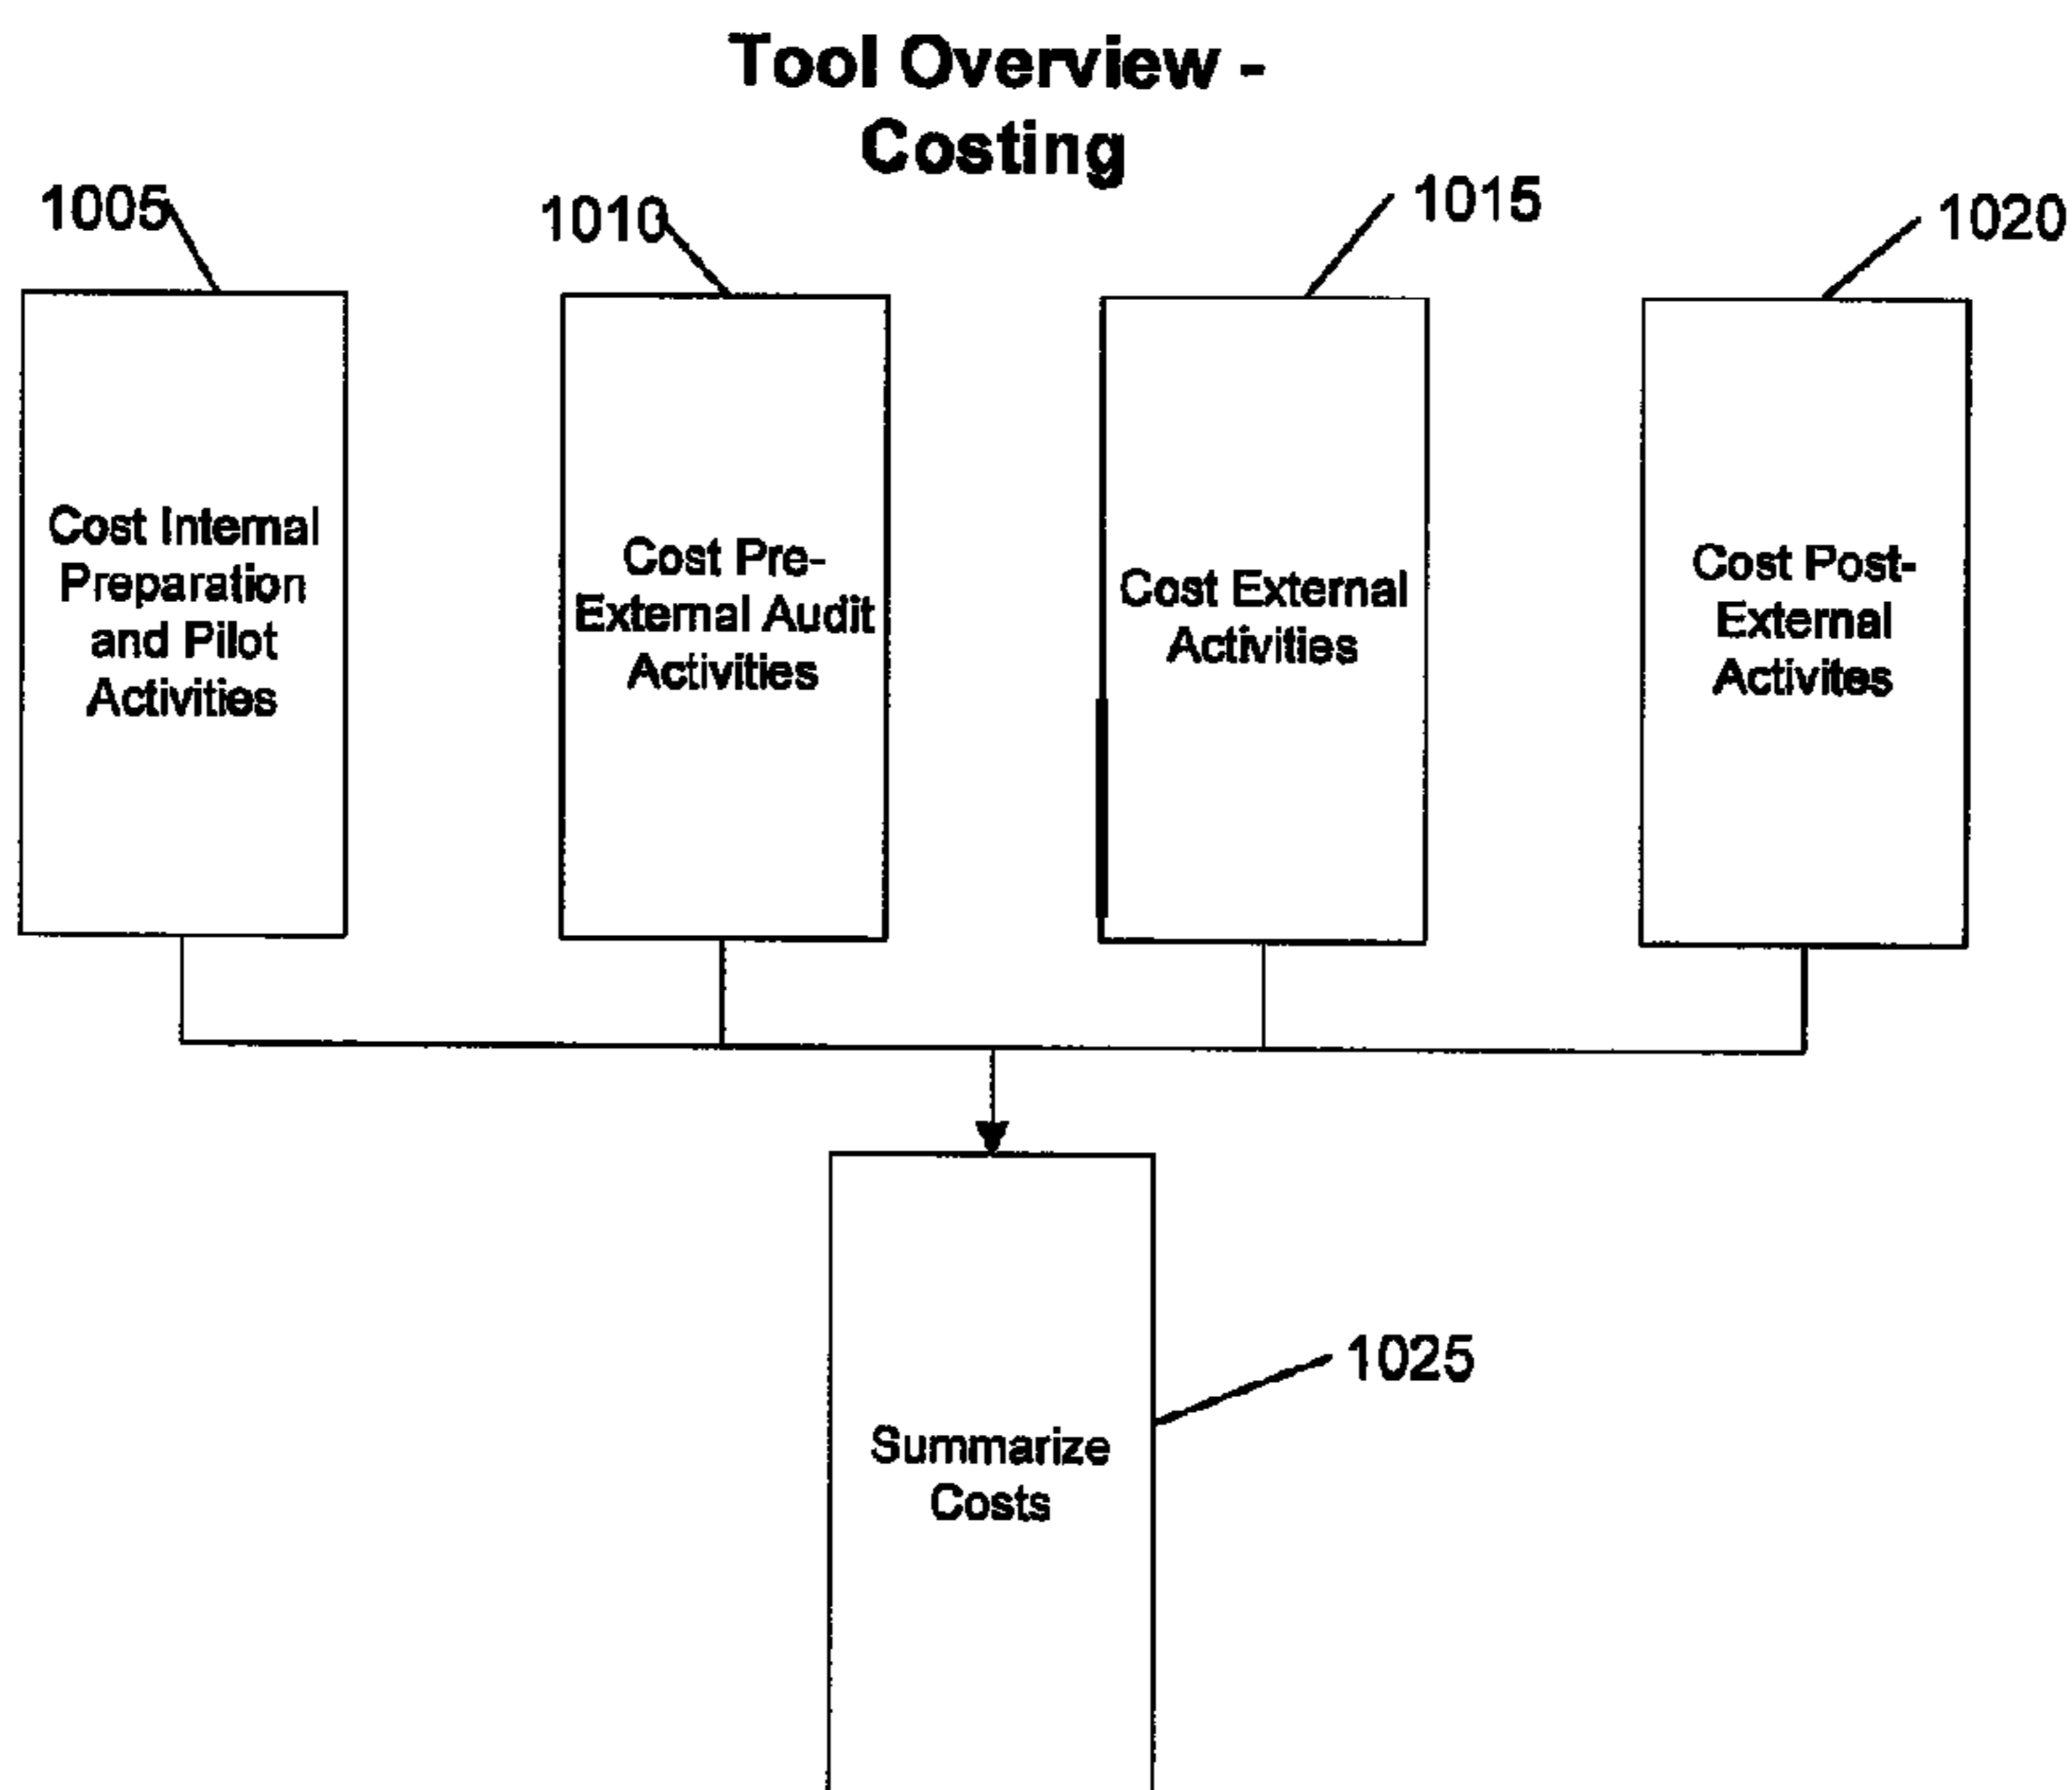 Tool Overview -
Costing
1005
1010
1015
1020
Cost Internal
Preparation
and Pilot
Activities
Cost Pre-
External Audit
Activities
Cost External
Activities
Cost Post-
External
Activites
1025
Summarize
Costs